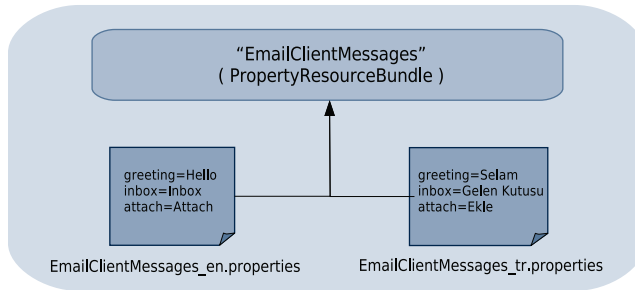 “EmailClientMessages”
( PropertyResourceBundle )
greeting=Hello
inbox=Inbox
attach=Attach
EmailClientMessages_en.properties
greeting=Selam
inbox=Gelen Kutusu
attach=Ekle
EmailClientMessages_tr.properties